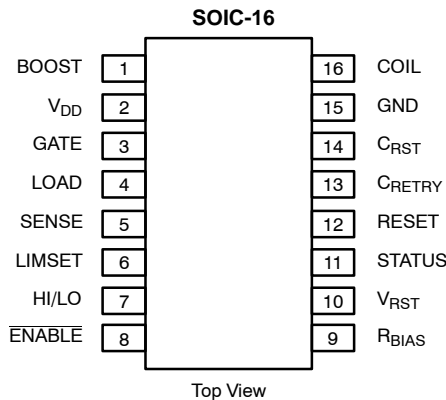 SOIC-16
BOOST 1 16 COIL
VDD 2 15 GND
GATE 3 14 CRST
LOAD 4 13 CRETRY
SENSE 5 12 RESET
LIMSET 6 11 STATUS
HI/LO 7 10 VRST
ENABLE 8 9 RBIAS
Top View